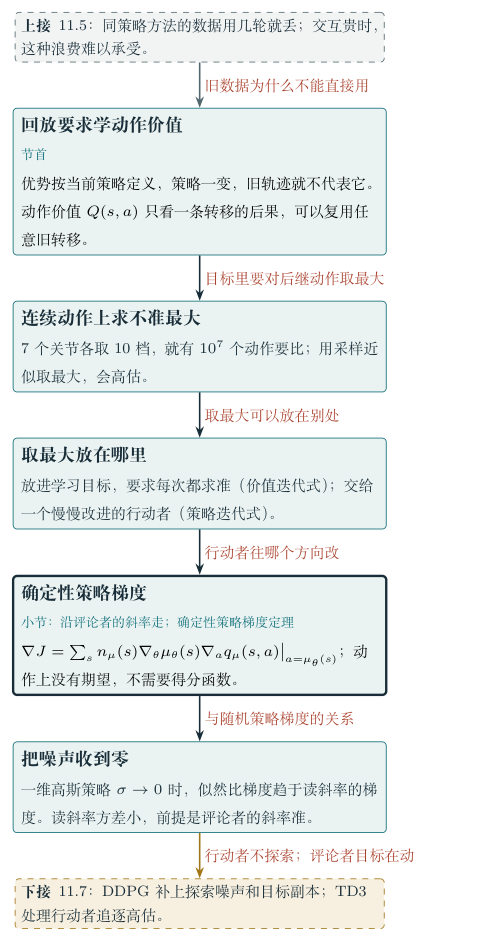 上接 11.5：同策略方法的数据用几轮就丢；交互贵时，
这种浪费难以承受。
旧数据为什么不能直接用
回放要求学动作价值
节首
优势按当前策略定义，策略一变，旧轨迹就不代表它。
动作价值 Q(s, a) 只看一条转移的后果，可以复用任
意旧转移。
目标里要对后继动作取最大
连续动作上求不准最大
7 个关节各取 10 档，就有 10⁷ 个动作要比；用采样近
似取最大，会高估。
取最大可以放在别处
取最大放在哪里
放进学习目标，要求每次都求准（价值迭代式）；交给
一个慢慢改进的行动者（策略迭代式）。
行动者往哪个方向改
确定性策略梯度
小节：沿评论者的斜率走；确定性策略梯度定理
∇J = ∑ₛ n_μ(s)∇_θμ_θ(s)∇_a q_μ(s, a)|_{a=μ_θ(s)}；动
作上没有期望，不需要得分函数。
与随机策略梯度的关系
把噪声收到零
一维高斯策略 σ → 0 时，似然比梯度趋于读斜率的梯
度。读斜率方差小，前提是评论者的斜率准。
行动者不探索；评论者目标在动
下接 11.7：DDPG 补上探索噪声和目标副本；TD3
处理行动者追逐高估。